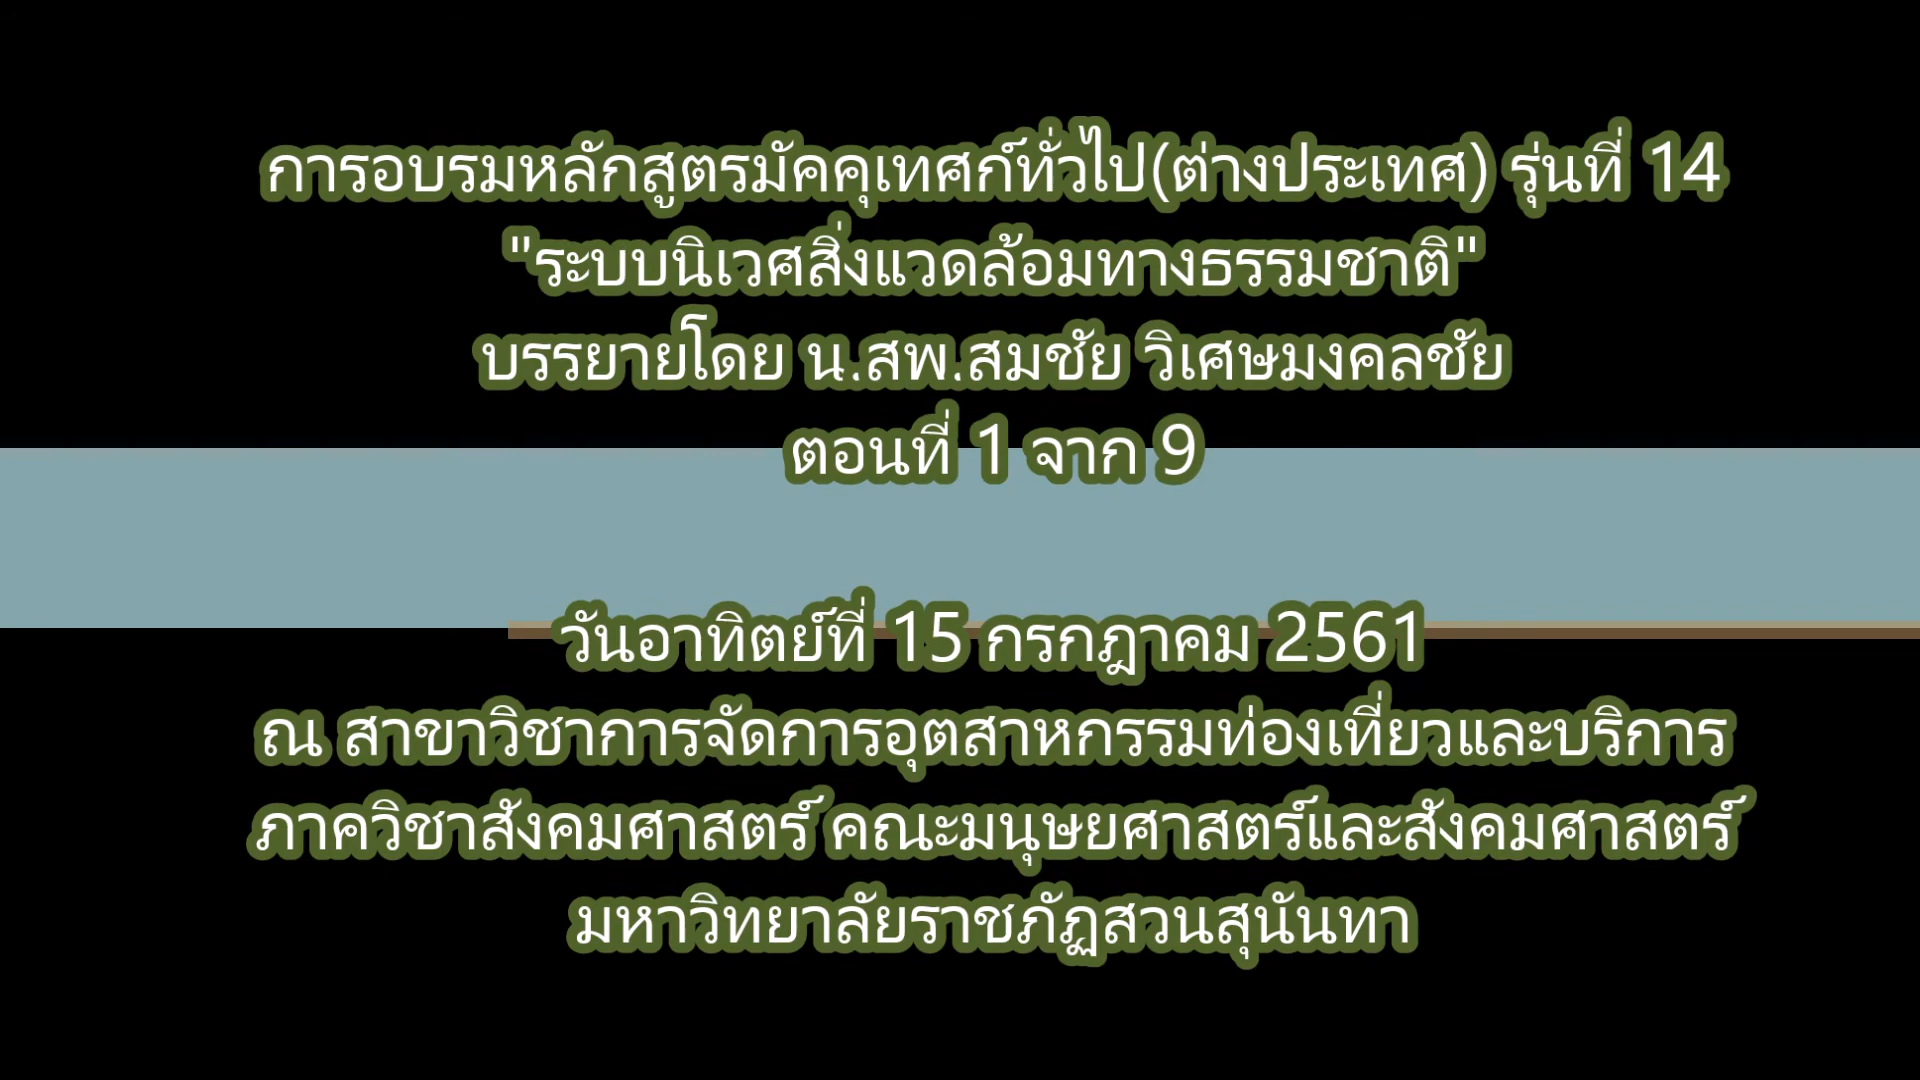 การอบรมหลักสูตรมัคคุเทศก์ทั่วไป(ต่างประเทศ) รุ่นที่ 14
"ระบบนิเวศสิ่งแวดล้อมทางธรรมชาติ"
บรรยายโดย น.สพ.สมชัย วิเศษมงคลชัย
ตอนที่ 1 จาก 9
วันอาทิตย์ที่ 15 กรกฎาคม 2561
ณ สาขาวิชาการจัดการอุตสาหกรรมท่องเที่ยวและบริการ
ภาควิชาสังคมศาสตร์ คณะมนุษยศาสตร์และสังคมศาสตร์
มหาวิทยาลัยราชภัฏสวนสุนันทา